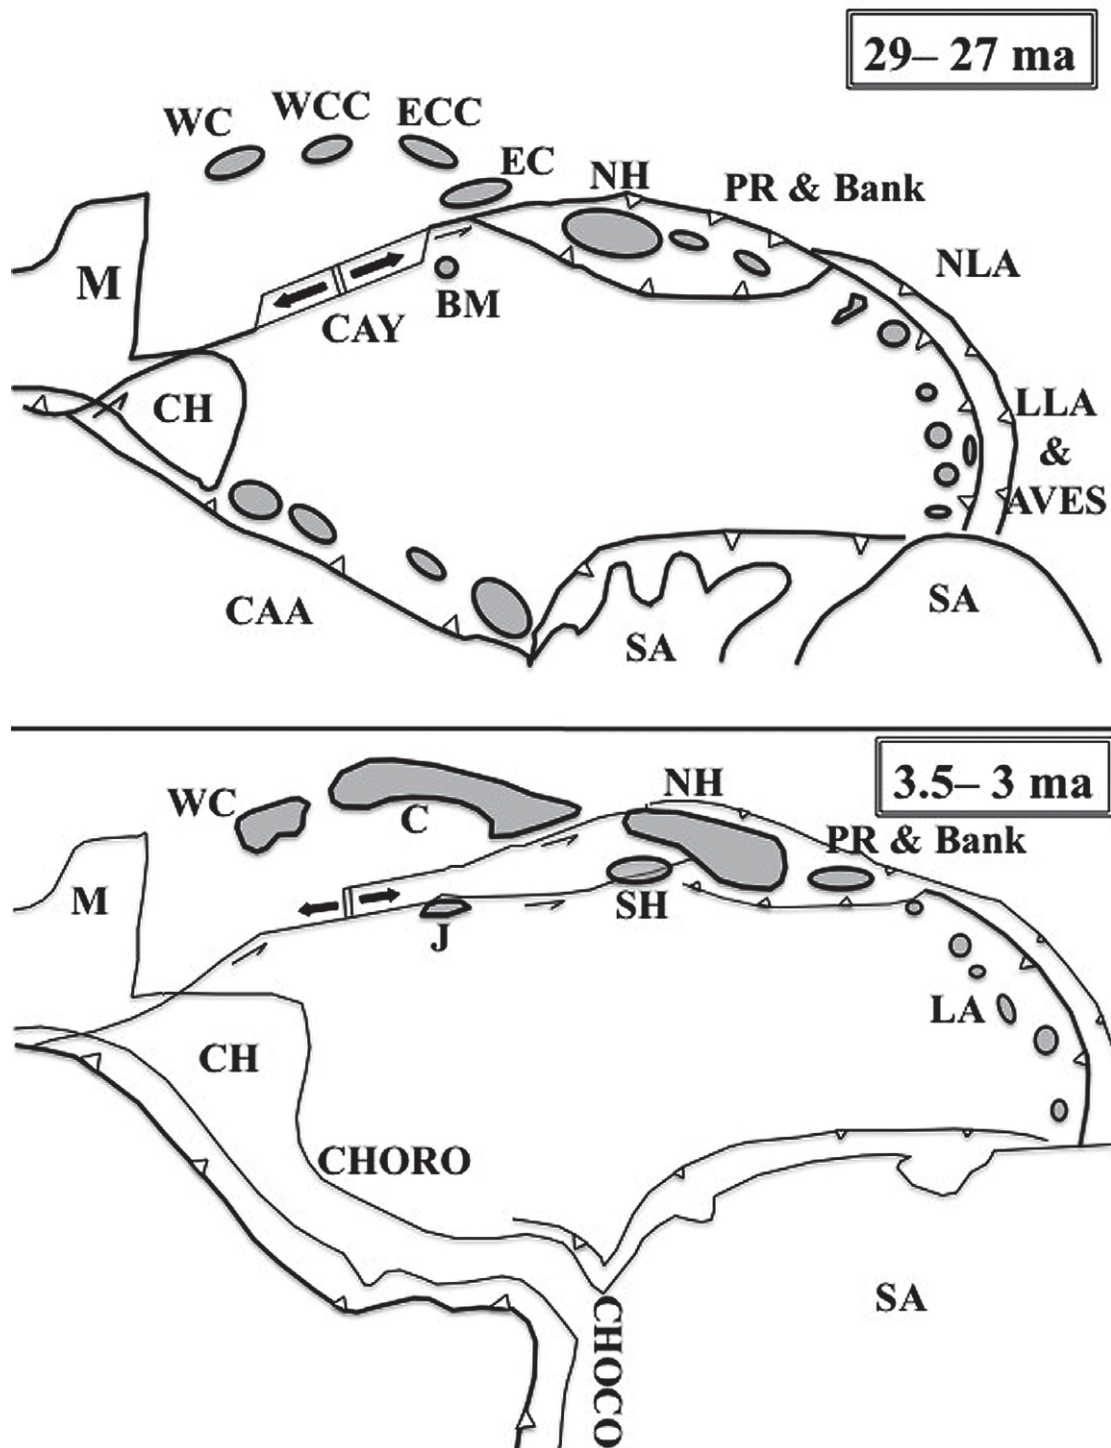 29– 27 ma
WC
WCC
ECC
EC
NH
PR & Bank
M
NLA
BM
CAY
CH
LLA
&
AVES
CAA
SA
SA
3.5– 3 ma
WC
C
NH
PR & Bank
M
SH
J
LA
CH
CHORO
SA
CHOCO